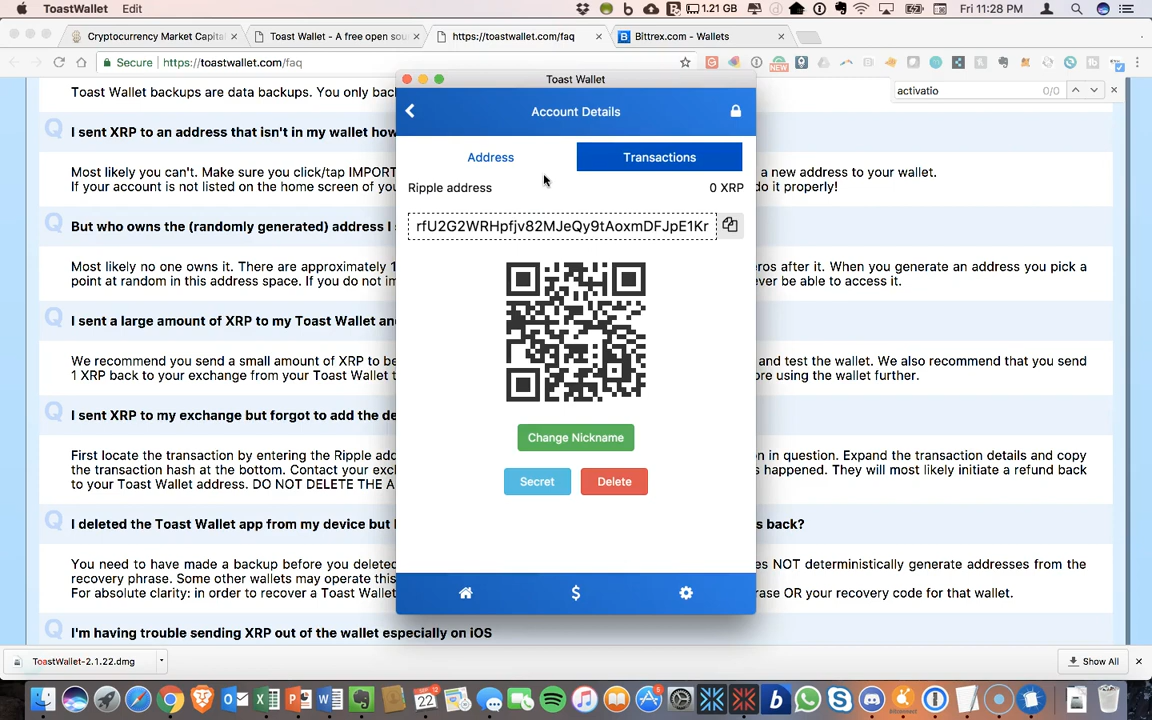 ToastWallet Edit
1.21 GB Fri 11:28 PM
Cryptocurrency Market Capital
Toast Wallet - A free open sou
https://toastwallet.com/faq
Bittrex.com - Wallets
Secure https://toastwallet.com/faq
NEW
activatio 0/0
Toast Wallet
Account Details
Address
Transactions
Ripple address 0 XRP
rfU2G2WRHpfjv82MJeQy9tAoxmDFJpE1Kr
Change Nickname
Secret Delete
$
Toast Wallet backups are data backups. You only bac
Q I sent XRP to an address that isn't in my wallet how
Most likely you can't. Make sure you click/tap IMPORT a new address to your wallet.
If your account is not listed on the home screen of you do it properly!
Q But who owns the (randomly generated) address I s
Most likely no one owns it. There are approximately 1 eros after it. When you generate an address you pick a
point at random in this address space. If you do not im ever be able to access it.
Q I sent a large amount of XRP to my Toast Wallet an
We recommend you send a small amount of XRP to be and test the wallet. We also recommend that you send
1 XRP back to your exchange from your Toast Wallet t ore using the wallet further.
Q I sent XRP to my exchange but forgot to add the de
First locate the transaction by entering the Ripple add n in question. Expand the transaction details and copy
the transaction hash at the bottom. Contact your exc happened. They will most likely initiate a refund back
to your Toast Wallet address. DO NOT DELETE THE A
Q I deleted the Toast Wallet app from my device but s back?
You need to have made a backup before you deleted es NOT deterministically generate addresses from the
recovery phrase. Some other wallets may operate this
For absolute clarity: in order to recover a Toast Wallet rase OR your recovery code for that wallet.
Q I'm having trouble sending XRP out of the wallet especially on iOS
ToastWallet-2.1.22.dmg
Show All